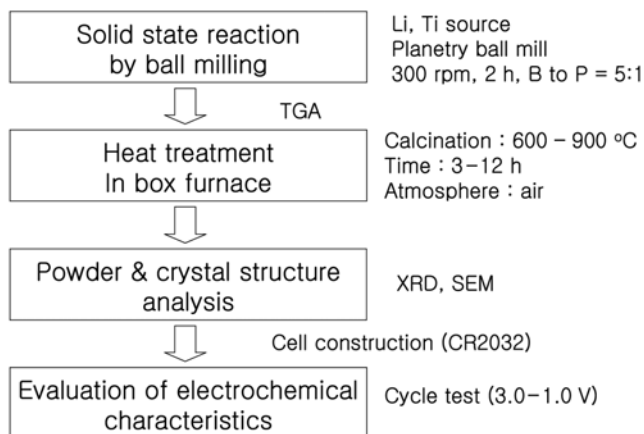 Solid state reaction
by ball milling
Li, Ti source
Planetry ball mill
300 rpm, 2 h, B to P = 5:1
TGA
Heat treatment
In box furnace
Calcination : 600 – 900 ºC
Time : 3–12 h
Atmosphere : air
Powder & crystal structure
analysis
XRD, SEM
Cell construction (CR2032)
Evaluation of electrochemical
characteristics
Cycle test (3.0–1.0 V)